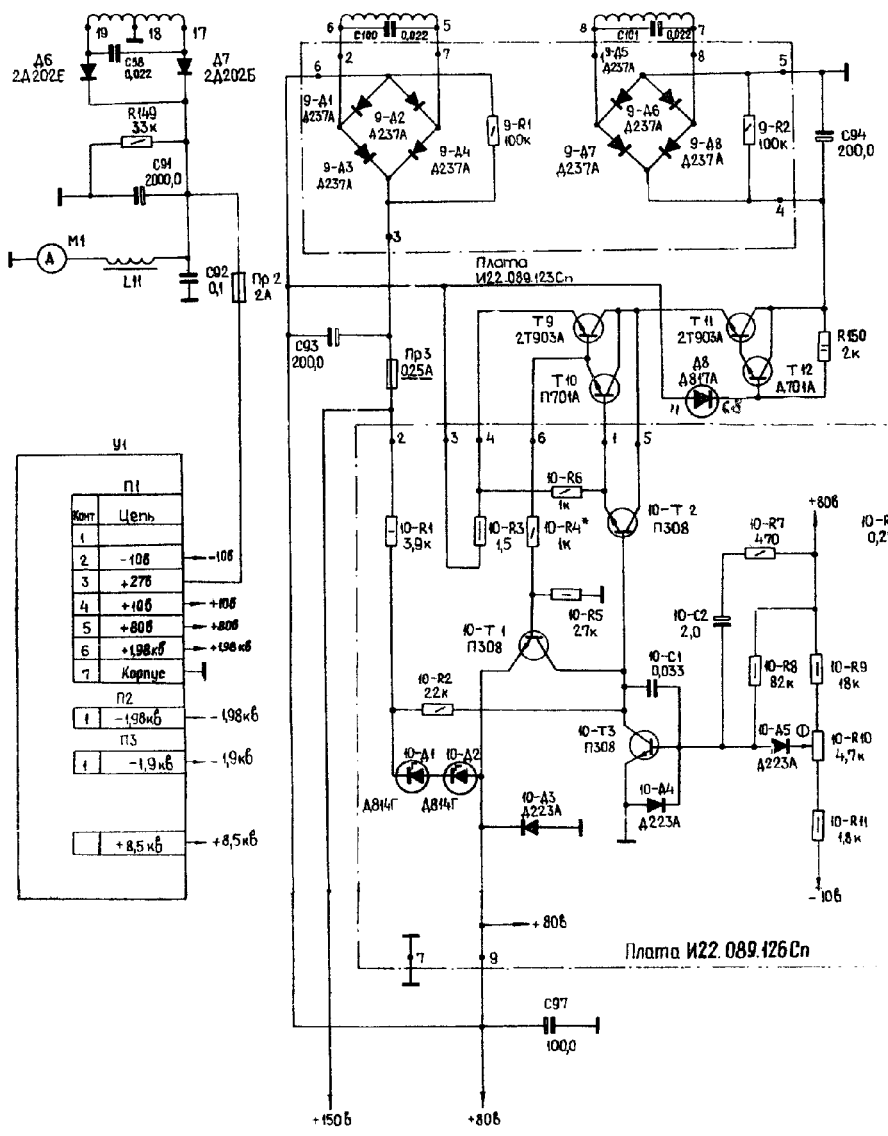 19 18 17
Д6
2Д202Е
С98
0,022
Д7
2Д202Б
R149
33к
С91
2000,0
М1
А
L11
С92
0,1
Пр 2
2А
6 5
С100 0,022
6 2 7
9-Д1
Д237А
9-Д2
Д237А
9-Д3
Д237А
9-Д4
Д237А
9-R1
100к
3
8 7
С101 0,022
9-Д5
Д237А
8 5
9-Д6
Д237А
9-Д7
Д237А
9-Д8
Д237А
9-R2
100к
4
С94
200,0
Плата
И22.089.123Сп
С93
200,0
Пр3
0,25А
Т9
2Т903А
Т10
П701А
Т11
2Т903А
Д8
Д817А
Т12
Д701А
R150
2к
2 3 4 6 1 5
У1
П1
Конт Цепь
1
2 -10в -10в
3 +27в
4 +10в +10в
5 +80в +80в
6 +1,98кв +1,98кв
7 Корпус
П2
1 -1,98кв -1,98кв
П3
1 -1,9кв -1,9кв
+8,5кв +8,5кв
10-R1
3,9к
10-R3
1,5
10-R4*
1к
10-R6
1к
10-Т2
П308
10-R5
27к
10-Т1
П308
10-R2
22к
10-С1
0,033
10-Т3
П308
10-Д1
Д814Г
10-Д2
Д814Г
10-Д3
Д223А
10-Д4
Д223А
+80в
10-R7
470
10-С2
2,0
10-R8
82к
10-R9
18к
10-Д5
Д223А
1
10-R10
4,7к
10-R11
1,8к
-10в
10-R
+80в
7 9
Плата И22.089.126Сп
С97
100,0
+150в
+80в